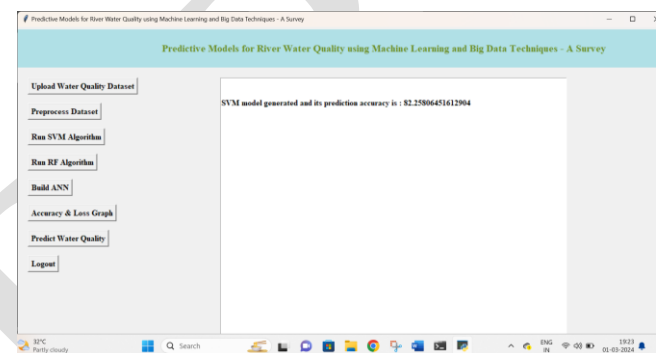 Predictive Models for River Water Quality using Machine Learning and Big Data Techniques - A Survey
Predictive Models for River Water Quality using Machine Learning and Big Data Techniques - A Survey
Upload Water Quality Dataset
SVM model generated and its prediction accuracy is : 82.25806451612904
Preprocess Dataset
Run SVM Algorithm
Run RF Algorithm
Build ANN
Accuracy & Loss Graph
Predict Water Quality
Logout
32°C
Partly cloudy
Search
ENG
IN
1923
01-03-2024